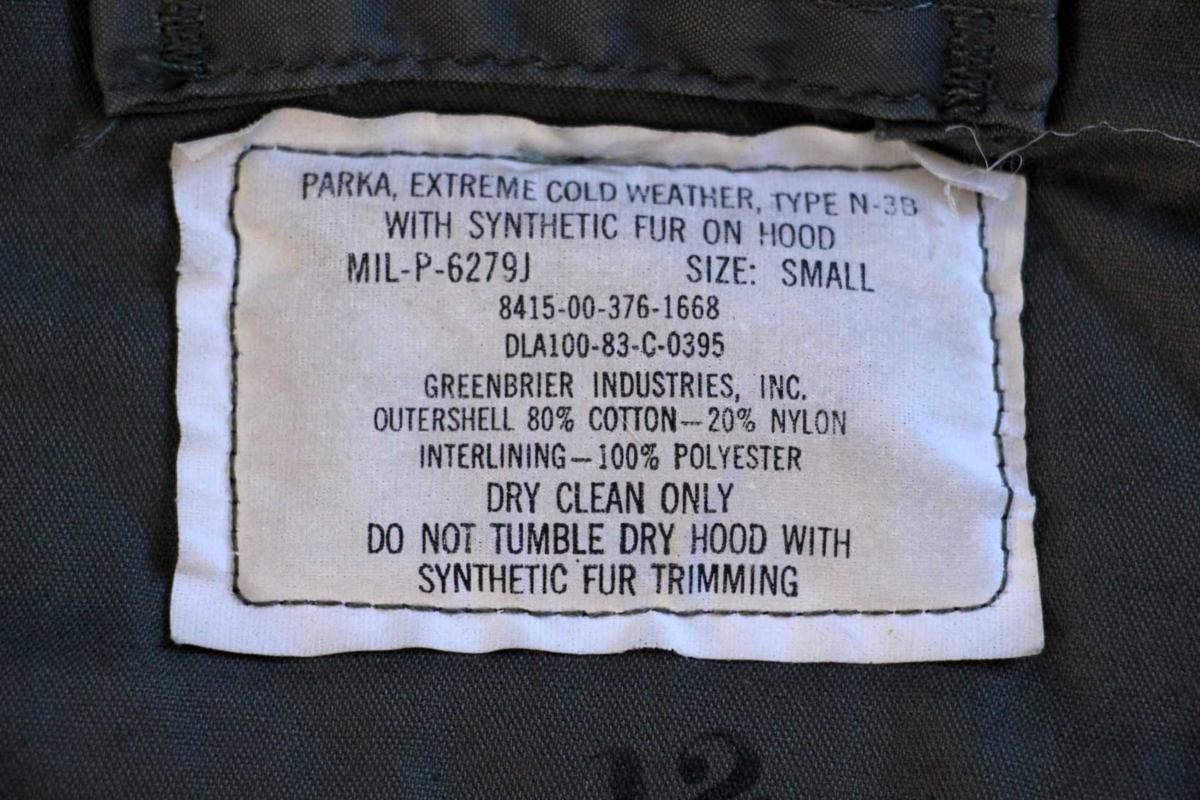 PARKA, EXTREME COLD WEATHER, TYPE N-3B
WITH SYNTHETIC FUR ON HOOD
MIL-P-6279J SIZE: SMALL
8415-00-376-1668
DLA100-83-C-0395
GREENBRIER INDUSTRIES, INC.
OUTERSHELL 80% COTTON—20% NYLON
INTERLINING—100% POLYESTER
DRY CLEAN ONLY
DO NOT TUMBLE DRY HOOD WITH
SYNTHETIC FUR TRIMMING